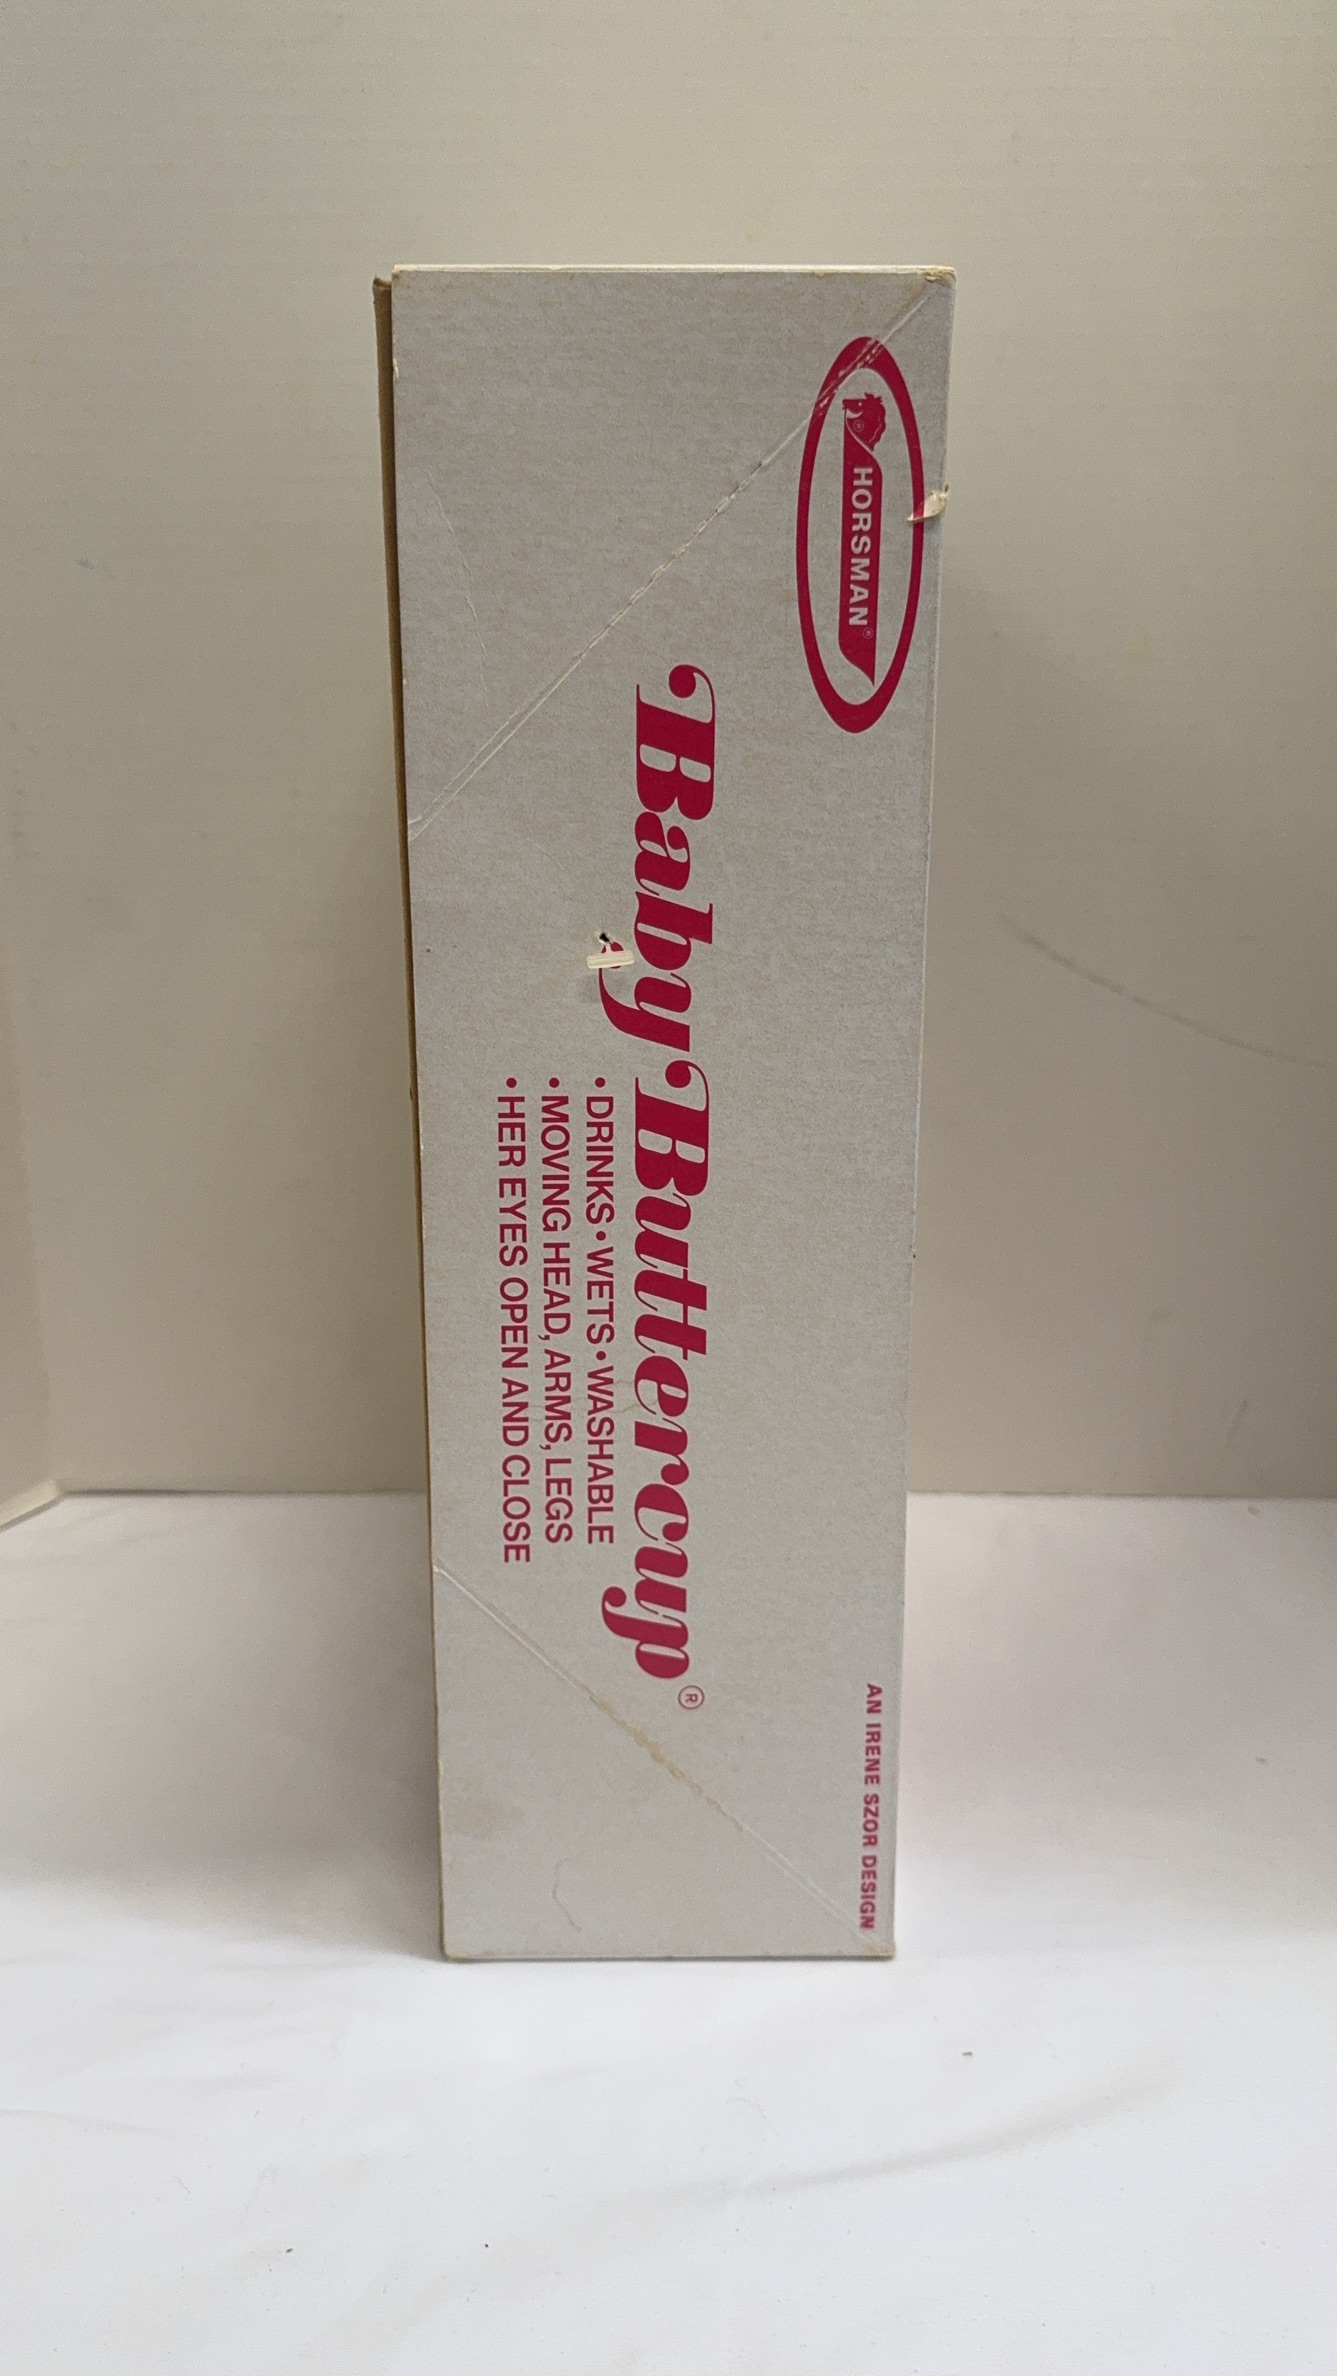 HORSMAN®
Baby Buttercup®
• DRINKS • WETS • WASHABLE
• MOVING HEAD, ARMS, LEGS
• HER EYES OPEN AND CLOSE
AN IRENE SZOR DESIGN